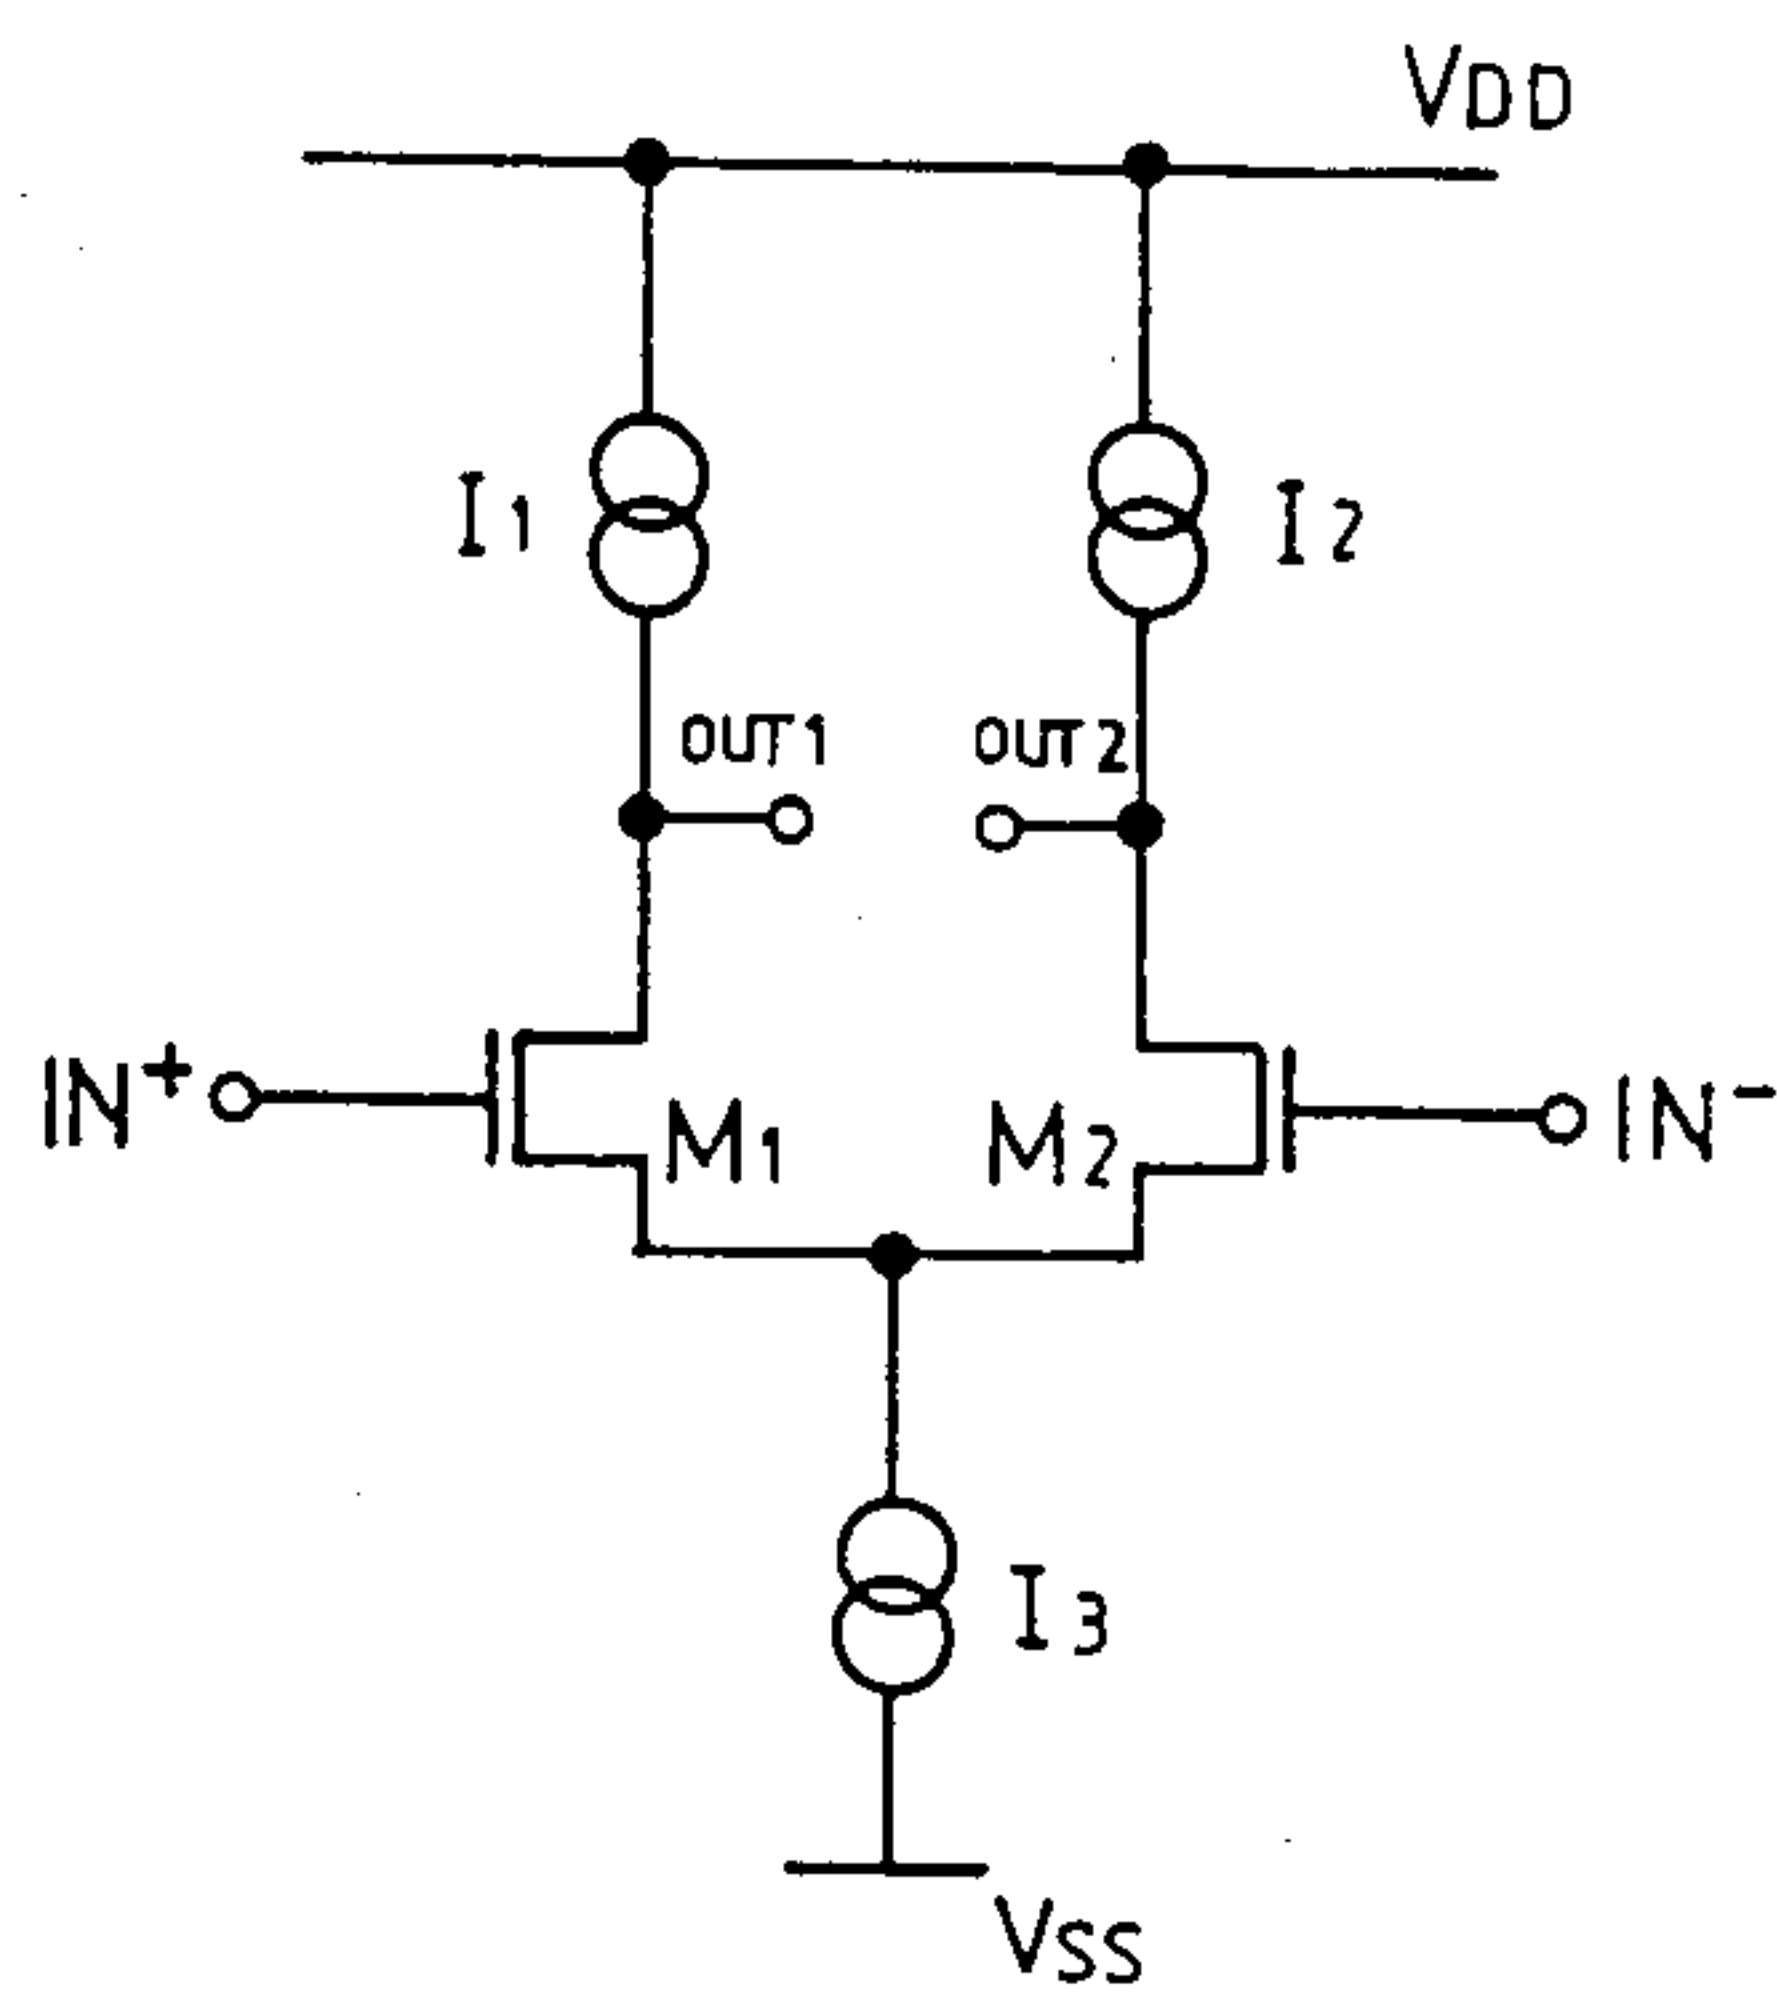 VDD
I1
I2
OUT1
OUT2
IN+
M1
M2
IN-
I3
VSS